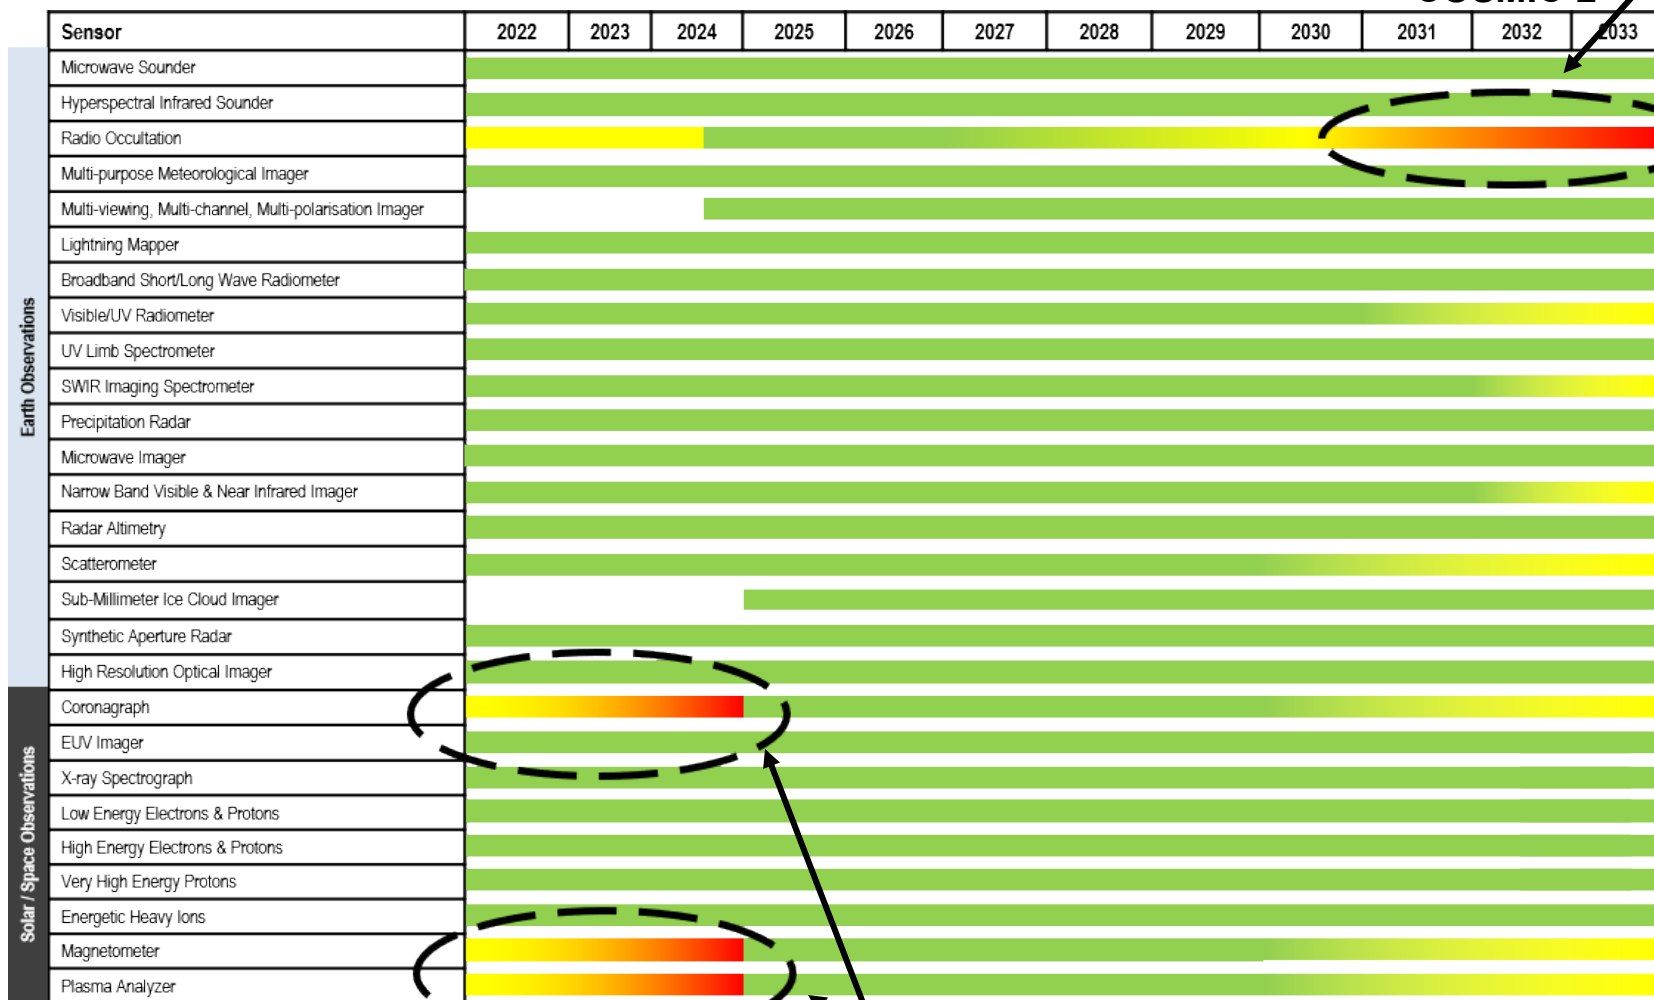 Sensor 2022 2023 2024 2025 2026 2027 2028 2029 2030 2031 2032 2033
Microwave Sounder
Hyperspectral Infrared Sounder
Radio Occultation
Multi-purpose Meteorological Imager
Multi-viewing, Multi-channel, Multi-polarisation Imager
Lightning Mapper
Broadband Short/Long Wave Radiometer
Visible/UV Radiometer
UV Limb Spectrometer
SWIR Imaging Spectrometer
Precipitation Radar
Microwave Imager
Narrow Band Visible & Near Infrared Imager
Radar Altimetry
Scatterometer
Sub-Millimeter Ice Cloud Imager
Synthetic Aperture Radar
High Resolution Optical Imager
Coronagraph
EUV Imager
X-ray Spectrograph
Low Energy Electrons & Protons
High Energy Electrons & Protons
Very High Energy Protons
Energetic Heavy Ions
Magnetometer
Plasma Analyzer
Earth Observations
Solar / Space Observations